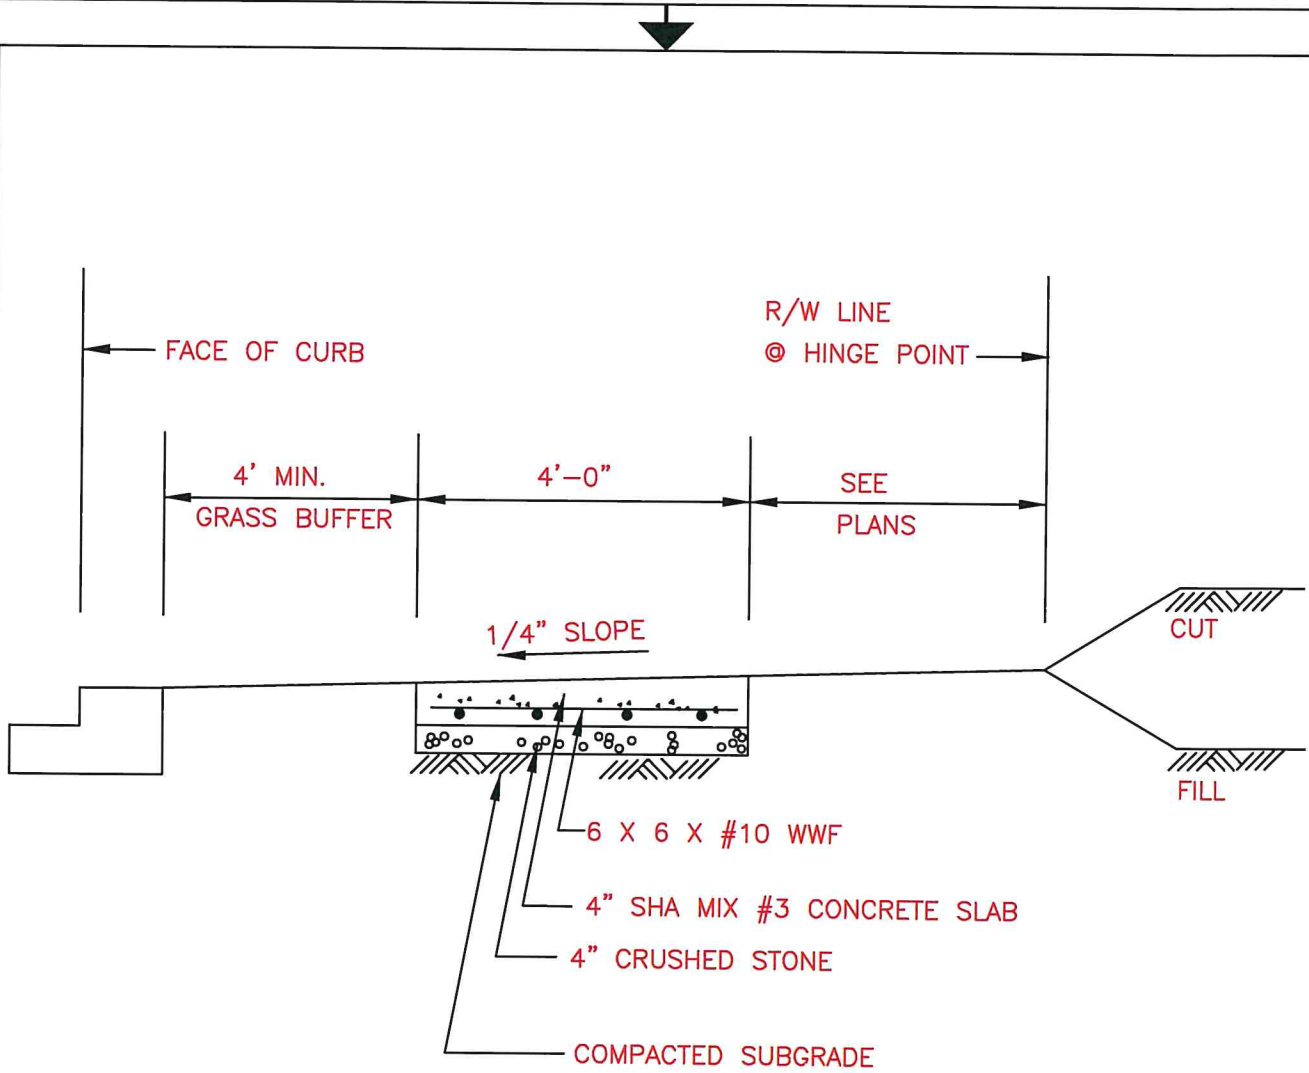 R/W LINE
FACE OF CURB
@ HINGE POINT
4' MIN.
GRASS BUFFER
4'-0"
SEE
PLANS
1/4" SLOPE
CUT
FILL
6 X 6 X #10 WWF
4" SHA MIX #3 CONCRETE SLAB
4" CRUSHED STONE
COMPACTED SUBGRADE